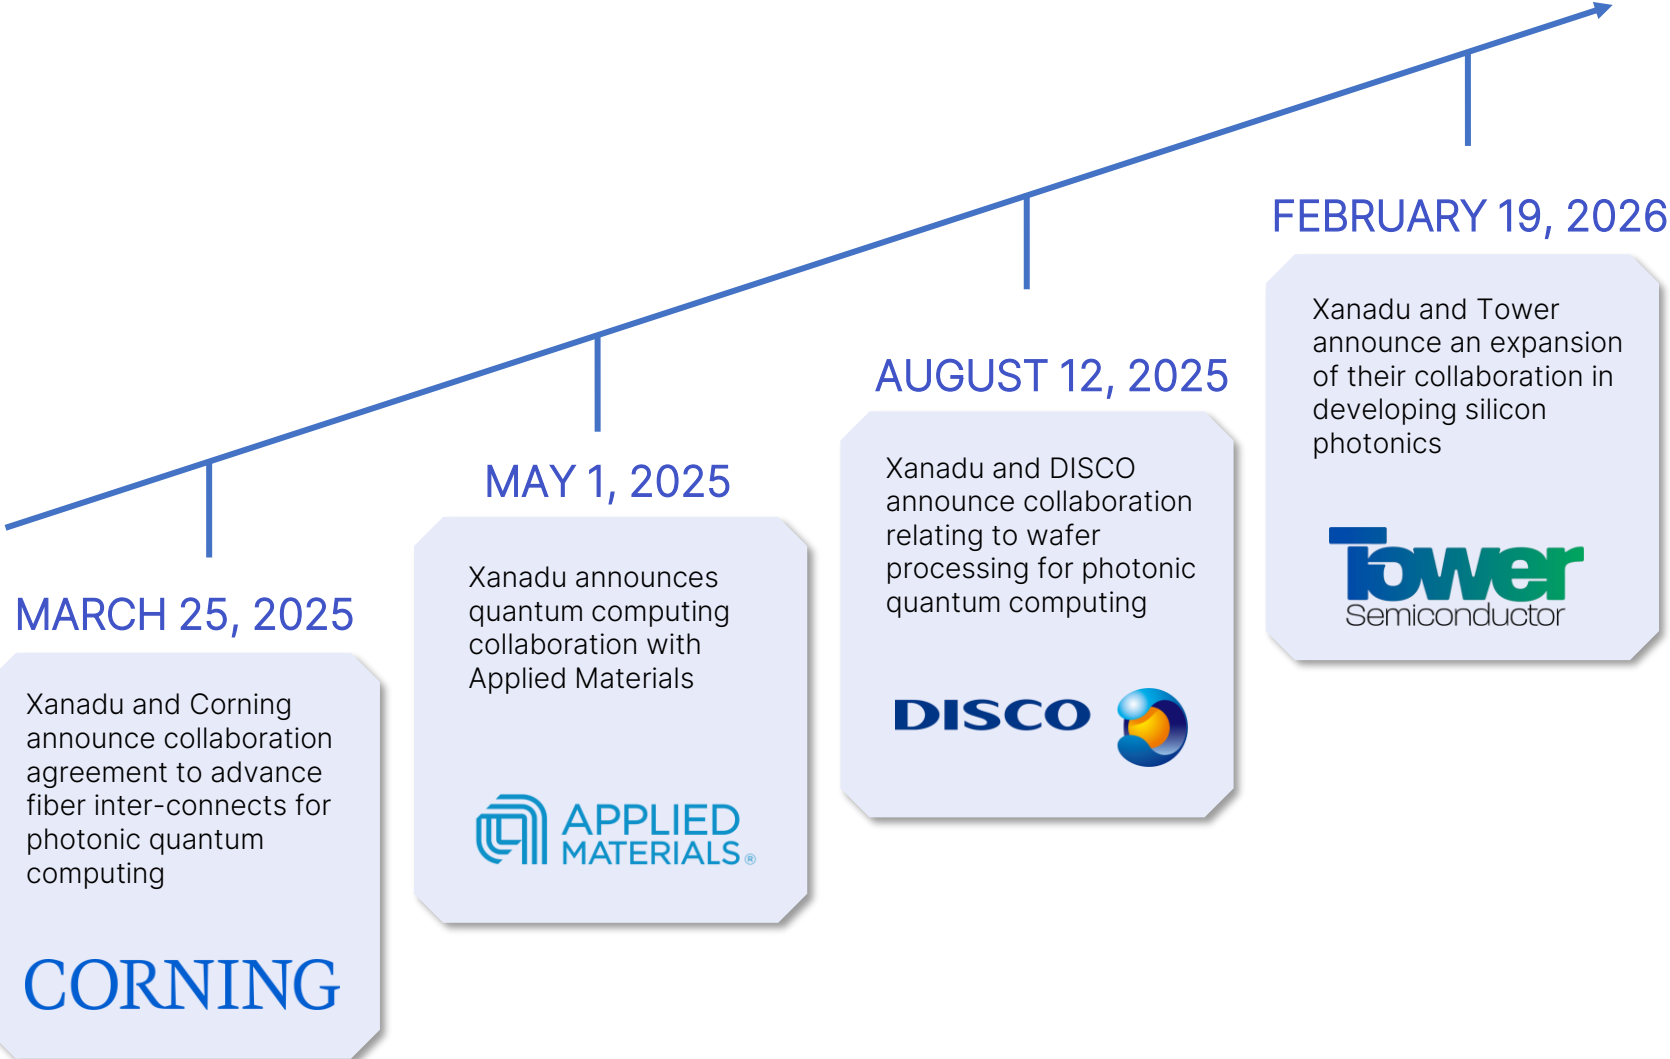 MARCH 25, 2025
Xanadu and Corning
announce collaboration
agreement to advance
fiber inter-connects for
photonic quantum
computing
CORNING
MAY 1, 2025
Xanadu announces
quantum computing
collaboration with
Applied Materials
APPLIED
MATERIALS®
AUGUST 12, 2025
Xanadu and DISCO
announce collaboration
relating to wafer
processing for photonic
quantum computing
DISCO
FEBRUARY 19, 2026
Xanadu and Tower
announce an expansion
of their collaboration in
developing silicon
photonics
Tower
Semiconductor